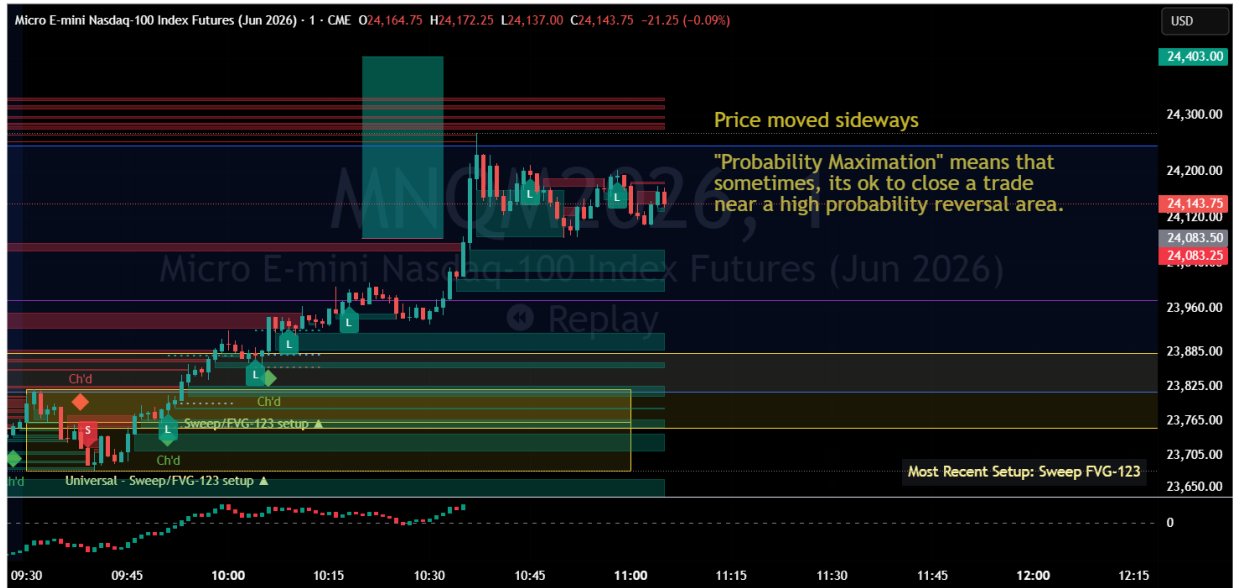 Micro E-mini Nasdaq-100 Index Futures (Jun 2026) · 1 · CME O24,164.75 H24,172.25 L24,137.00 C24,143.75 −21.25 (−0.09%)
USD
24,403.00
24,300.00
Price moved sideways
"Probability Maximation" means that
sometimes, its ok to close a trade
near a high probability reversal area.
24,200.00
24,143.75
24,120.00
24,083.50
24,083.25
MNQM2026, 1
Micro E-mini Nasdaq-100 Index Futures (Jun 2026)
Replay
23,960.00
23,885.00
23,825.00
23,765.00
23,705.00
23,650.00
L
L
L
L
L
Ch'd
Ch'd
S
L
Sweep/FVG-123 setup ▲
Ch'd
Universal - Sweep/FVG-123 setup ▲
Most Recent Setup: Sweep FVG-123
0
09:30 09:45 10:00 10:15 10:30 10:45 11:00 11:15 11:30 11:45 12:00 12:15